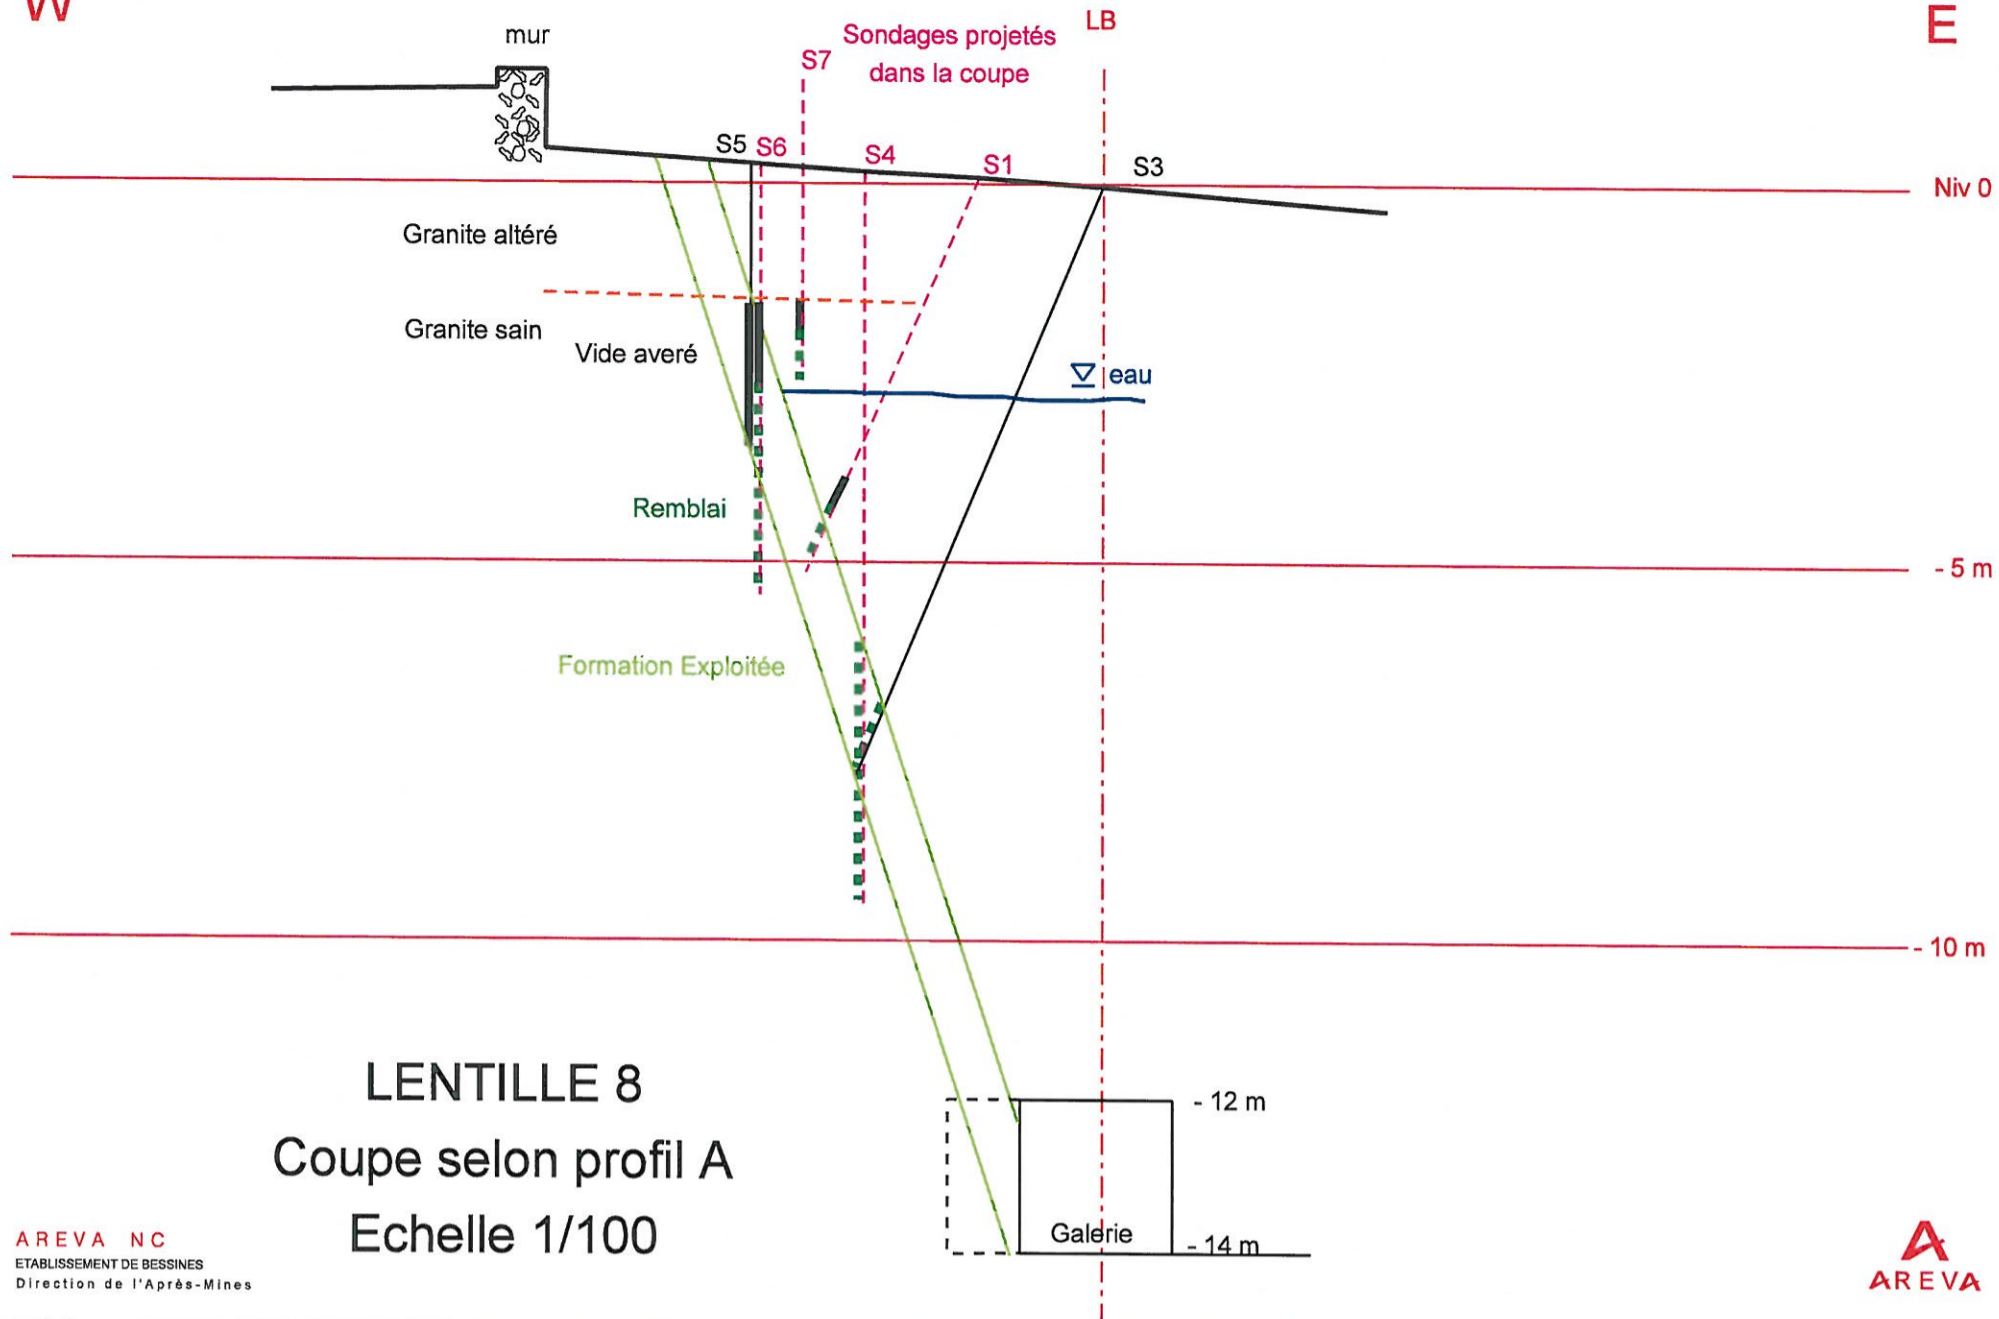 W
E
LB
mur
Sondages projetés
dans la coupe
S7
S5
S6
S4
S1
S3
Niv 0
Granite altéré
Granite sain
Vide averé
eau
Remblai
- 5 m
Formation Exploitée
- 10 m
LENTILLE 8
Coupe selon profil A
Echelle 1/100
- 12 m
Galerie
- 14 m
AREVA NC
ETABLISSEMENT DE BESSINES
Direction de l'Après-Mines
AREVA